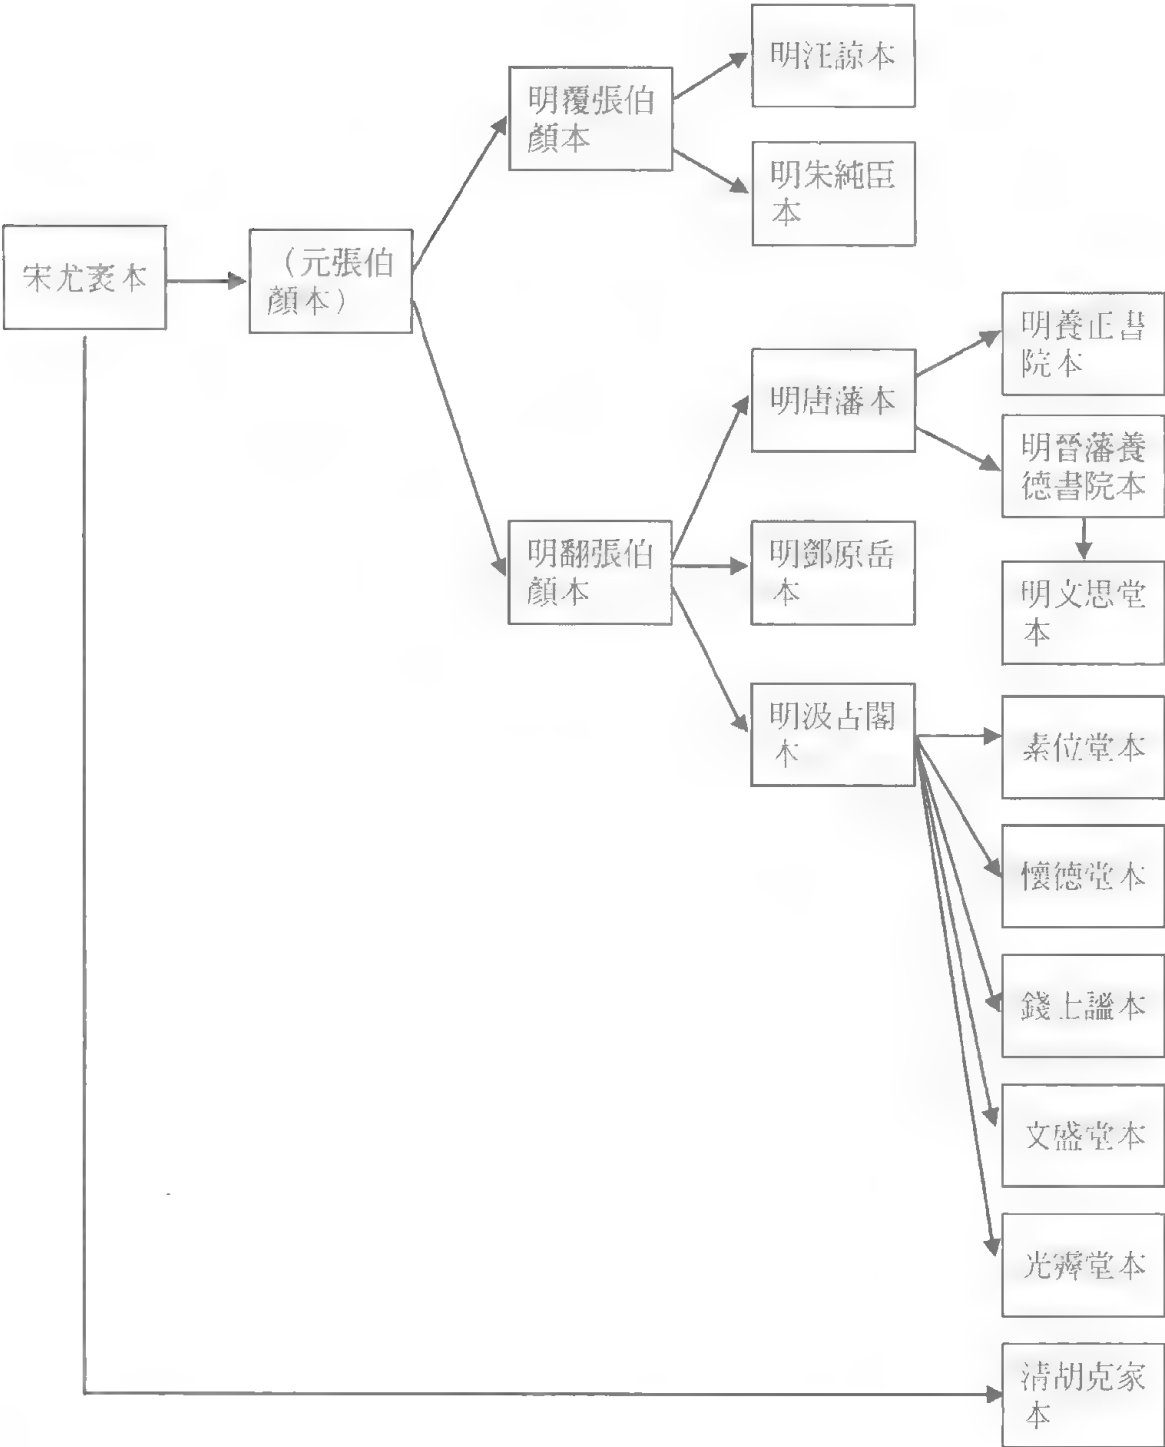 宋尤袤本
（元張伯
顏本）
明覆張伯
顏本
明汪諒本
明朱純臣
本
明翻張伯
顏本
明唐藩本
明養正書
院本
明晉藩養
德書院本
明文思堂
本
明鄧原岳
本
明汲古閣
本
素位堂本
懷德堂本
錢士謐本
文盛堂本
光霽堂本
清胡克家
本